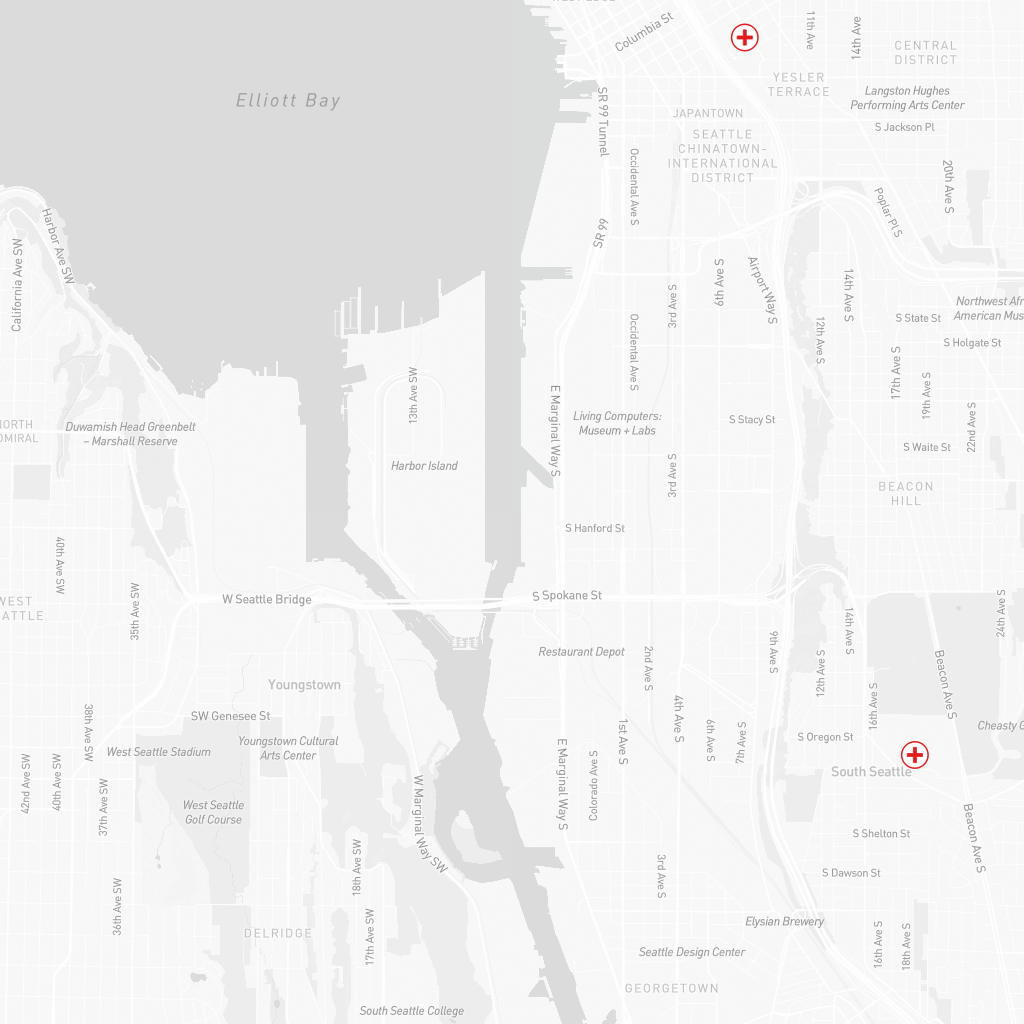 Columbia St
11th Ave
14th Ave
CENTRAL
DISTRICT
Elliott Bay
YESLER
TERRACE
Langston Hughes
Performing Arts Center
SR 99 Tunnel
JAPANTOWN
S Jackson Pl
SEATTLE
CHINATOWN-
INTERNATIONAL
DISTRICT
Occidental Ave S
20th Ave S
Poplar Pl S
Harbor Ave SW
California Ave SW
SR 99
6th Ave S
Airport Way S
14th Ave S
3rd Ave S
Northwest Afr
American Mus
S State St
12th Ave S
S Holgate St
Occidental Ave S
17th Ave S
19th Ave S
13th Ave SW
22nd Ave S
E Marginal Way S
Living Computers:
Museum + Labs
S Stacy St
Duwamish Head Greenbelt
– Marshall Reserve
S Waite St
Harbor Island
3rd Ave S
BEACON
HILL
S Hanford St
40th Ave SW
35th Ave SW
W Seattle Bridge
S Spokane St
24th Ave S
14th Ave S
9th Ave S
Restaurant Depot
2nd Ave S
12th Ave S
Beacon Ave S
Youngstown
16th Ave S
4th Ave S
SW Genesee St
38th Ave SW
1st Ave S
6th Ave S
7th Ave S
S Oregon St
Cheasty G
West Seattle Stadium
Youngstown Cultural
Arts Center
42nd Ave SW
40th Ave SW
37th Ave SW
E Marginal Way S
Colorado Ave S
South Seattle
West Seattle
Golf Course
W Marginal Way SW
Beacon Ave S
S Shelton St
18th Ave SW
3rd Ave S
S Dawson St
36th Ave SW
17th Ave SW
Elysian Brewery
DELRIDGE
16th Ave S
18th Ave S
Seattle Design Center
GEORGETOWN
South Seattle College